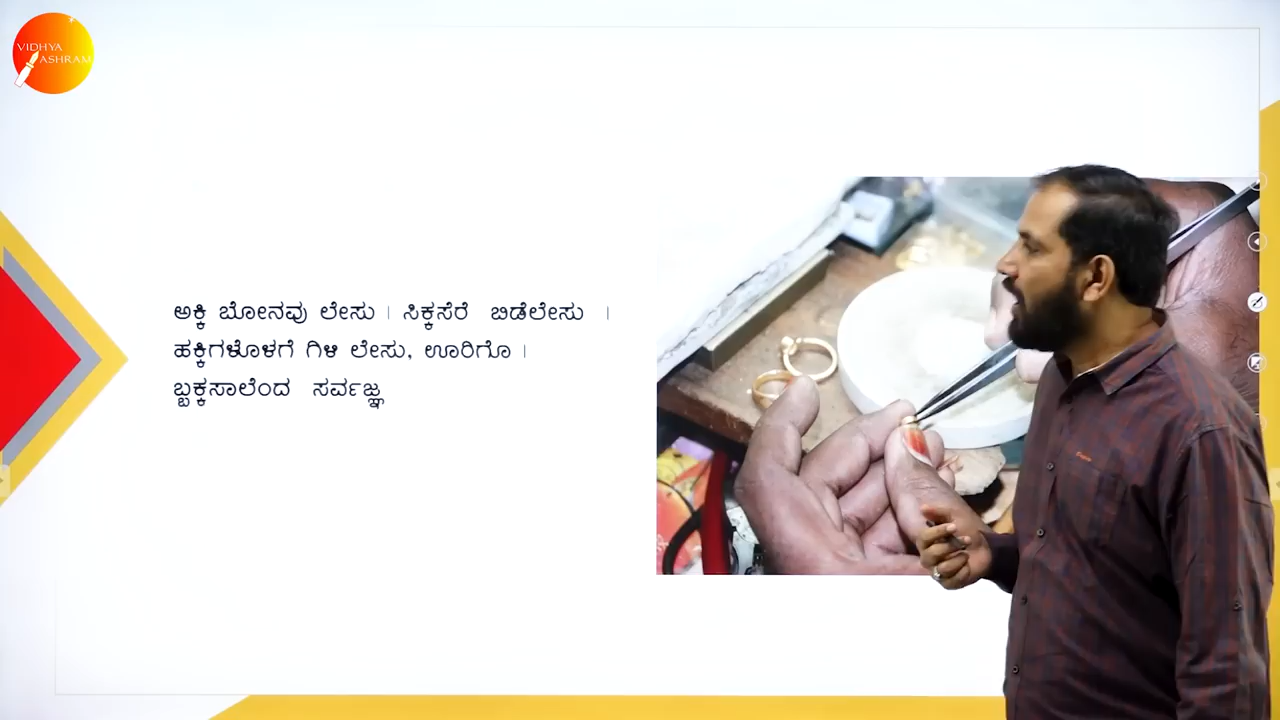 VIDHYA
ASHRAM
ಅಕ್ಕಿ ಬೋನವು ಲೇಸು | ಸಿಕ್ಕಸೆರೆ ಬಿಡೆಲೇಸು |
ಹಕ್ಕಿಗಳೊಳಗೆ ಗಿಳಿ ಲೇಸು, ಊರಿಗೊ |
ಬ್ಬಕ್ಕಸಾಲೆಂದ ಸರ್ವಜ್ಞ